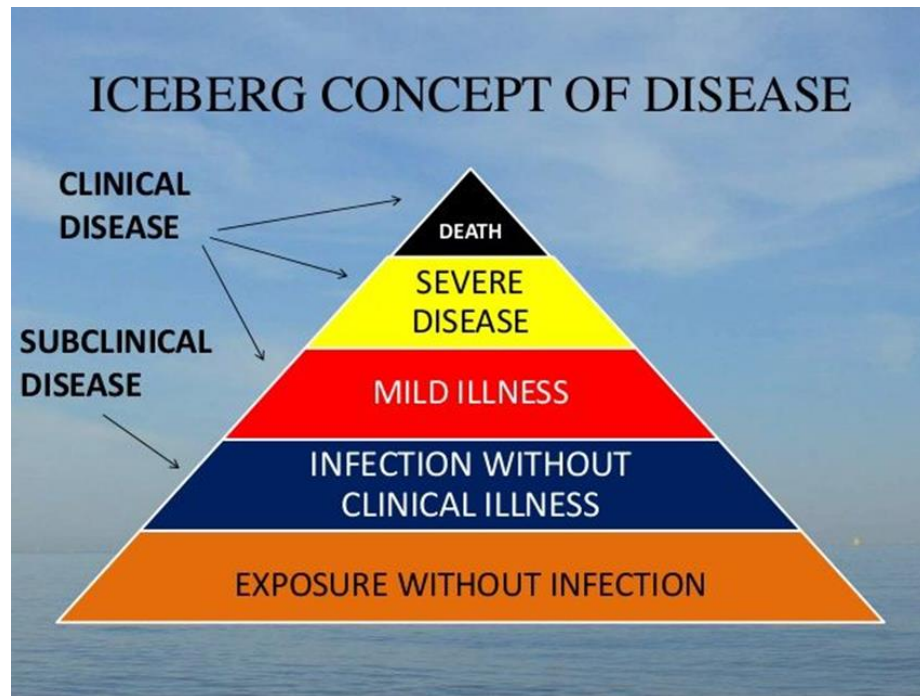 ICEBERG CONCEPT OF DISEASE
CLINICAL
DISEASE
DEATH
SEVERE
DISEASE
SUBCLINICAL
DISEASE
MILD ILLNESS
INFECTION WITHOUT
CLINICAL ILLNESS
EXPOSURE WITHOUT INFECTION